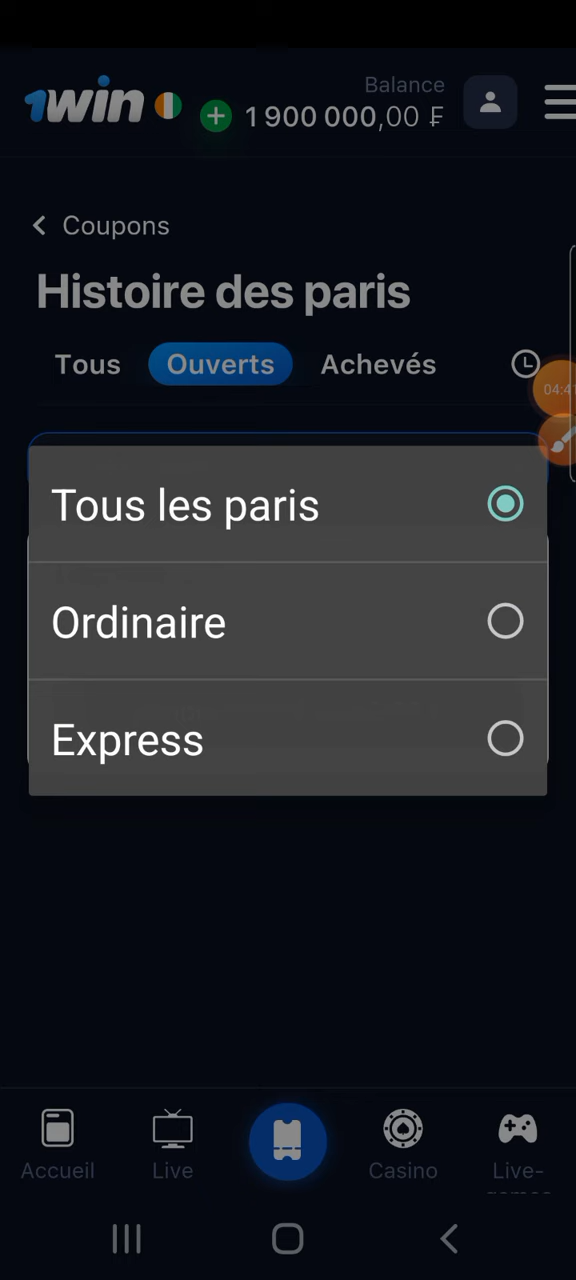 1win
Balance
1 900 000,00 ₣
Coupons
Histoire des paris
Tous
Ouverts
Achevés
04:41
Tous les paris
Ordinaire
Express
Accueil
Live
Casino
Live-